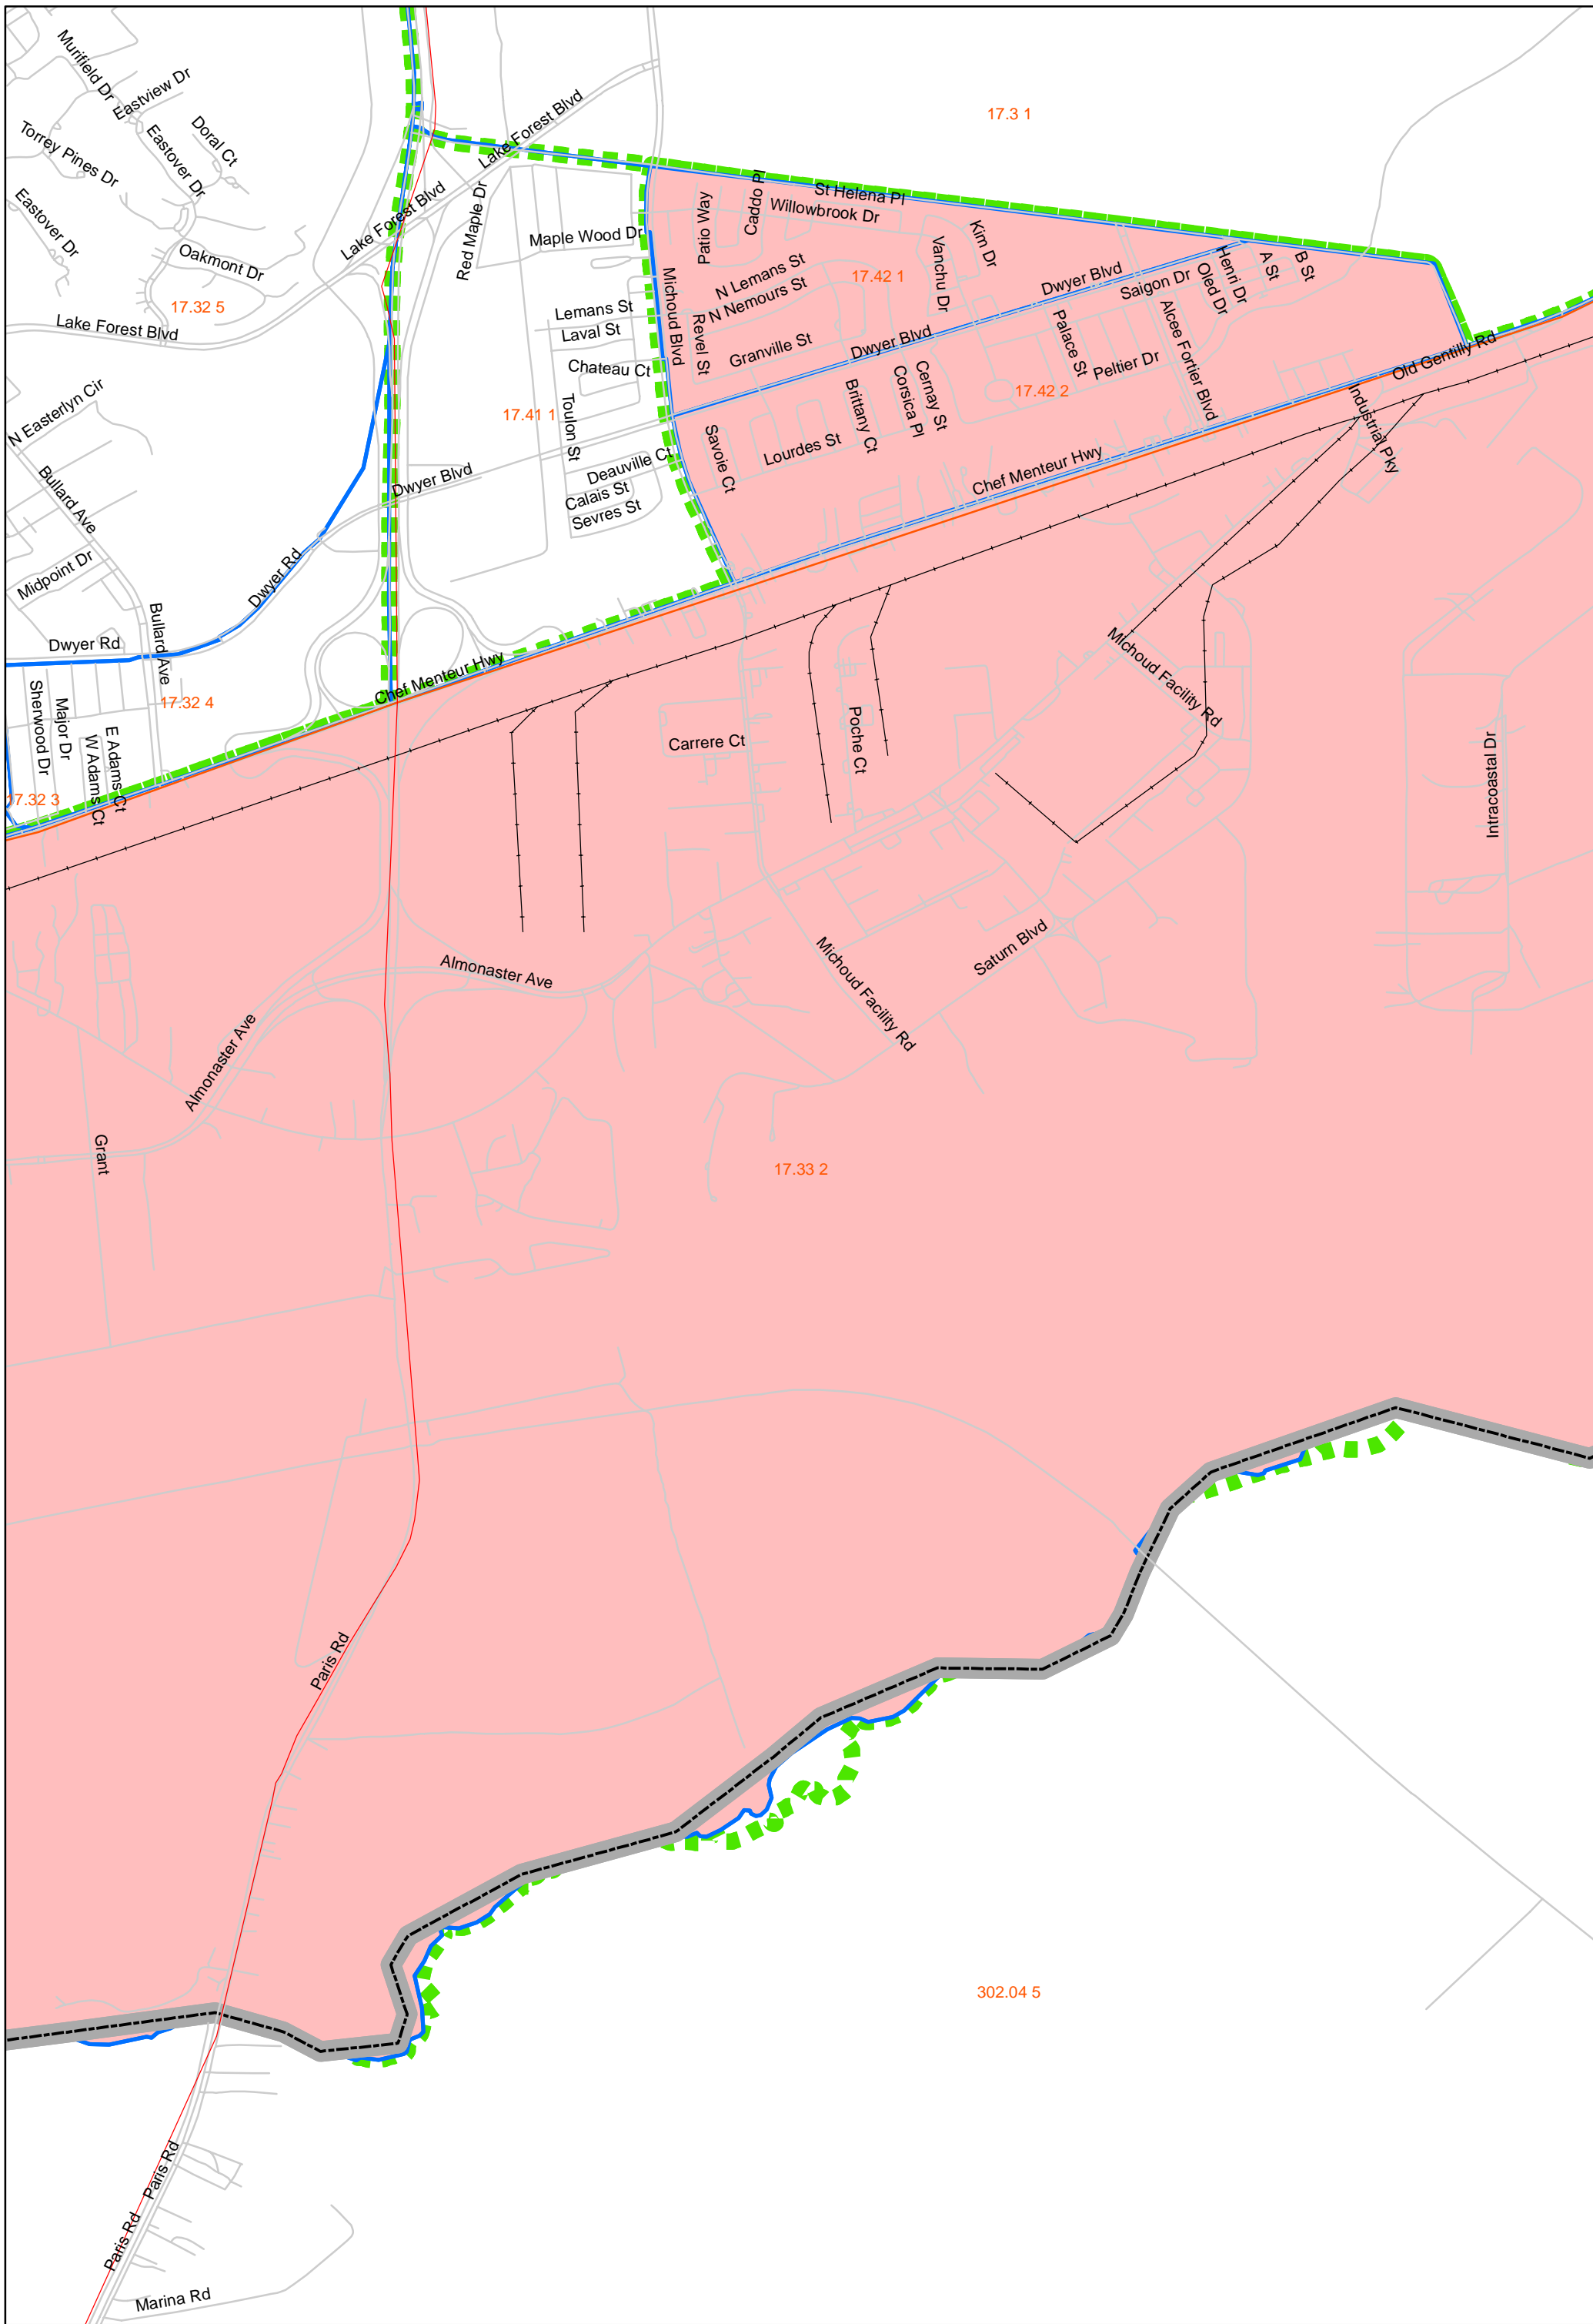 Murifield Dr
Eastview Dr
Torrey Pines Dr
Eastover Dr
Doral Ct
Eastover Dr
Oakmont Dr
17.32 5
Lake Forest Blvd
Lake Forest Blvd
Lake Forest Blvd
Red Maple Dr
17.3 1
Maple Wood Dr
Patio Way
Caddo Pl
St Helena Pl
Willowbrook Dr
Kim Dr
Vanchu Dr
Michoud Blvd
N Lemans St
N Nemours St
17.42 1
Dwyer Blvd
Saigon Dr
Henri Dr
Oled Dr
A St
B St
Lemans St
Laval St
Revel St
Granville St
Dwyer Blvd
Palace St
Alcee Fortier Blvd
Peltier Dr
Old Gentilly Rd
Chateau Ct
17.42 2
Cernay St
Corsica Pl
Brittany Ct
Industrial Pky
N Easterlyn Cir
17.41 1
Toulon St
Savoie Ct
Lourdes St
Chef Menteur Hwy
Bullard Ave
Dwyer Blvd
Deauville Ct
Calais St
Sevres St
Midpoint Dr
Dwyer Rd
Bullard Ave
Dwyer Rd
Michoud Facility Rd
Chef Menteur Hwy
17.32 4
Sherwood Dr
Major Dr
E Adams Ct
W Adams Ct
Carrere Ct
Poche Ct
Intracoastal Dr
17.32 3
Almonaster Ave
Michoud Facility Rd
Saturn Blvd
Almonaster Ave
Grant
17.33 2
Paris Rd
302.04 5
Paris Rd
Paris Rd
Marina Rd